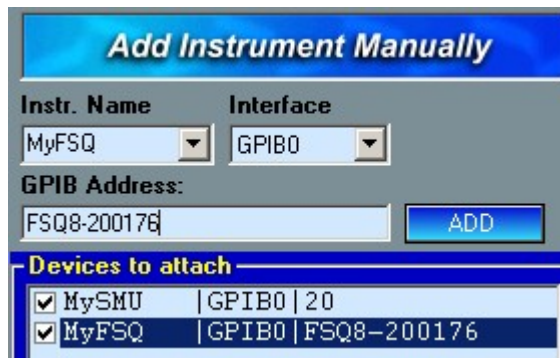 Add Instrument Manually
Instr. Name Interface
MyFSQ GPIB0
GPIB Address:
FSQ8-200176 ADD
Devices to attach
MySMU |GPIB0|20
MyFSQ |GPIB0|FSQ8-200176